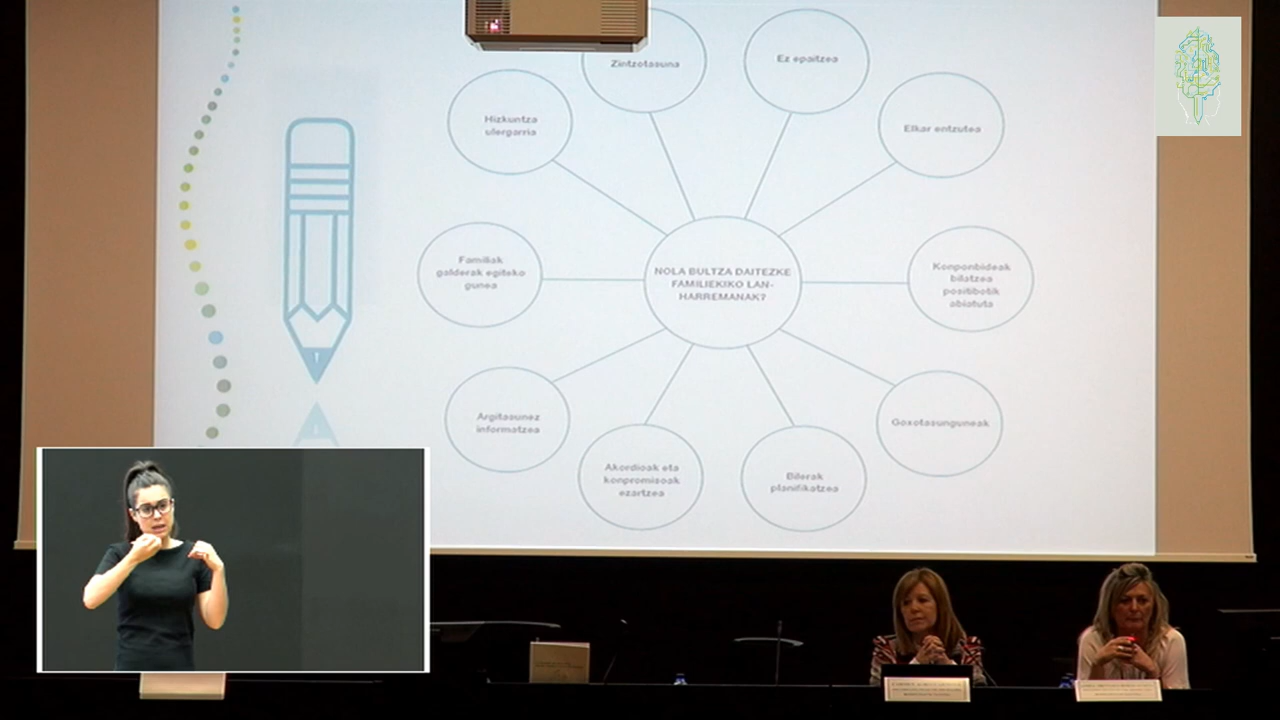 Zintzotasuna
Ez epaitzea
Hizkuntza
ulergarria
Elkar entzutea
Familiak
galderak egiteko
gunea
NOLA BULTZA DAITEZKE
FAMILIEKIKO LAN-
HARREMANAK?
Konponbideak
bilatzea
positibotik
abiatuta
Argitasunez
informatzea
Goxotasunguneak
Akordioak eta
konpromisoak
ezartzea
Bilerak
planifikatzea